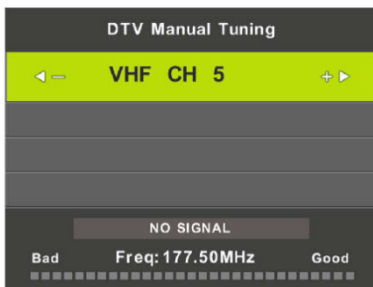 DTV Manual Tuning
VHF CH 5
NO SIGNAL
Bad Freq:177.50MHz Good